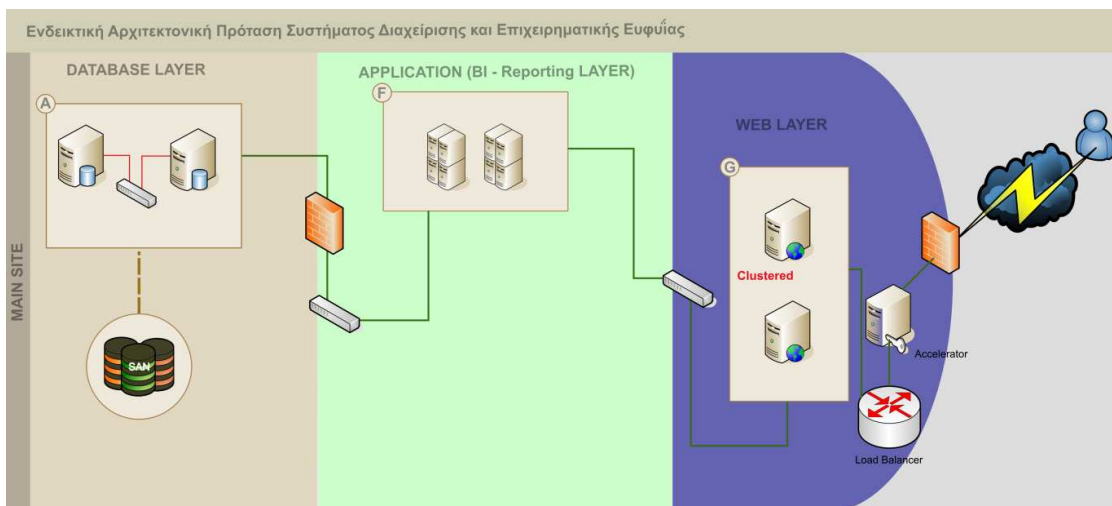 Ενδεικτική Αρχιτεκτονική Πρόταση Συστήματος Διαχείρισης και Επιχειρηματικής Ευφυΐας
DATABASE LAYER
APPLICATION (BI - Reporting LAYER)
WEB LAYER
A
F
G
Clustered
MAIN SITE
SAN
Accelerator
Load Balancer